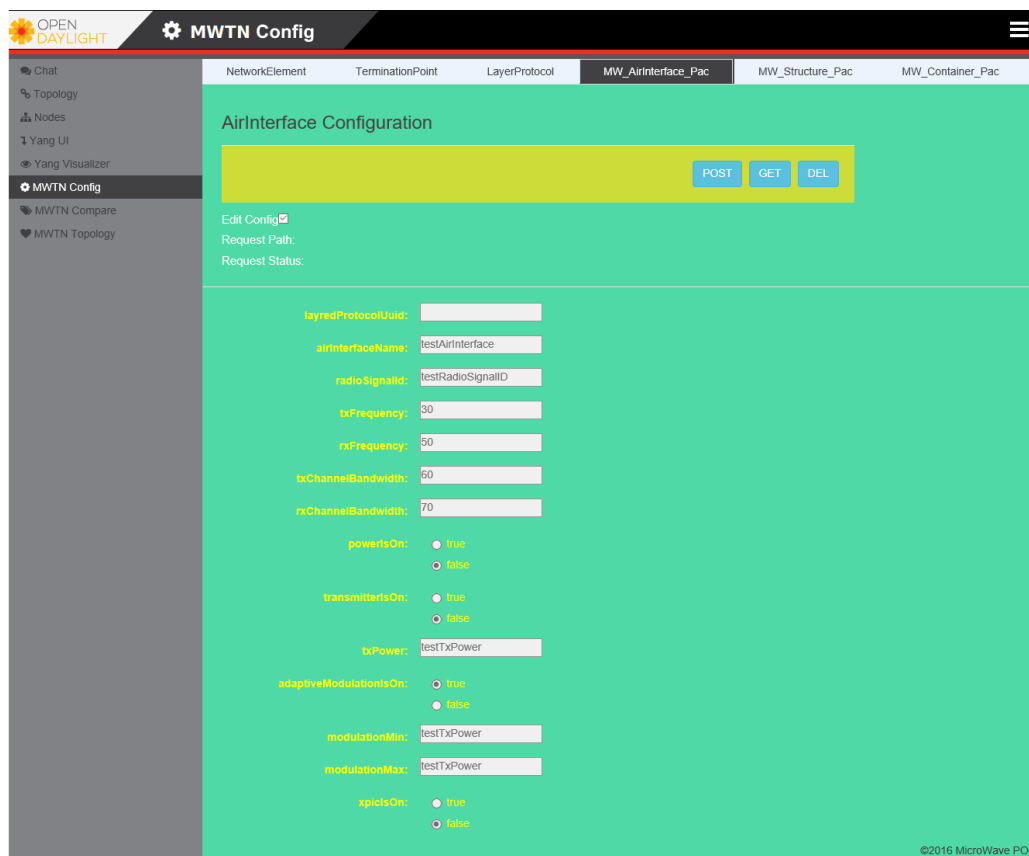 OPEN
DAYLIGHT
MWTN Config
Chat
Topology
Nodes
Yang UI
Yang Visualizer
MWTN Config
MWTN Compare
MWTN Topology
NetworkElement TerminationPoint LayerProtocol MW_AirInterface_Pac MW_Structure_Pac MW_Container_Pac
AirInterface Configuration
POST GET DEL
Edit Config
Request Path:
Request Status:
layredProtocolUuid:
airInterfaceName: testAirInterface
radioSignalId: testRadioSignalID
txFrequency: 30
rxFrequency: 50
txChannelBandwidth: 60
rxChannelBandwidth: 70
powerIsOn: true
false
transmitterIsOn: true
false
txPower: testTxPower
adaptiveModulationIsOn: true
false
modulationMin: testTxPower
modulationMax: testTxPower
xpicIsOn: true
false
©2016 MicroWave PO